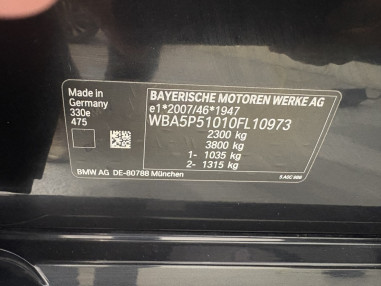 Made in
Germany
330e
475
BAYERISCHE MOTOREN WERKE AG
e1*2007/46*1947
WBA5P51010FL10973
2300 kg
3800 kg
1- 1035 kg
2- 1315 kg
BMW AG DE-80788 München